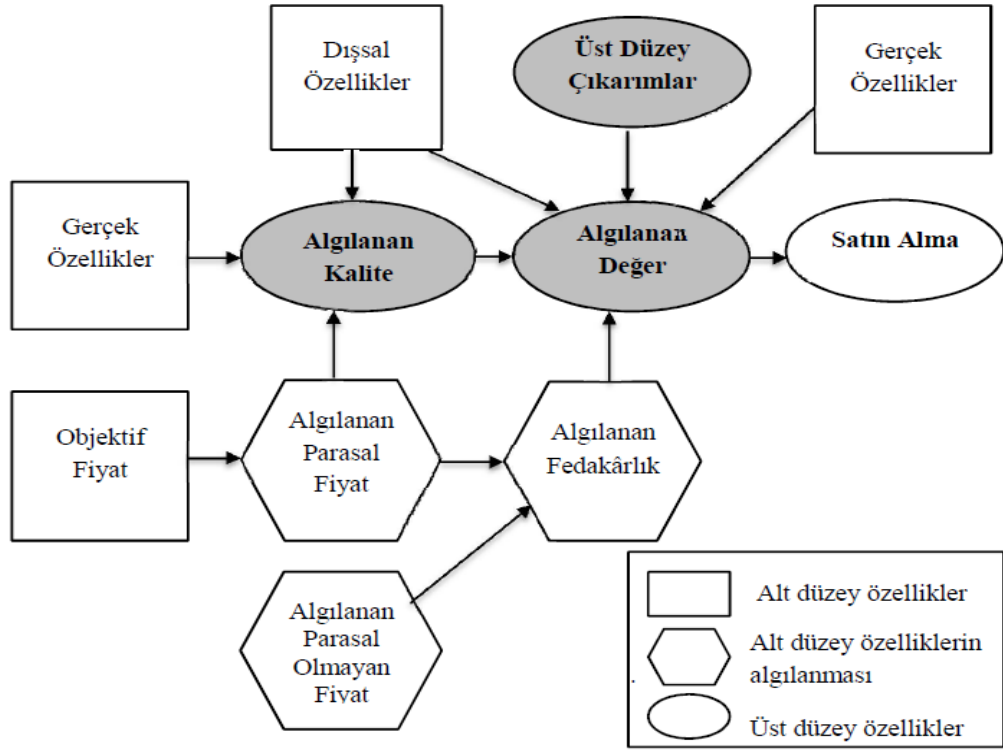 Dışsal
Özellikler
Üst Düzey
Çıkarımlar
Gerçek
Özellikler
Gerçek
Özellikler
Algılanan
Kalite
Algılanan
Değer
Satın Alma
Objektif
Fiyat
Algılanan
Parasal
Fiyat
Algılanan
Fedakârlık
Algılanan
Parasal
Olmayan
Fiyat
Alt düzey özellikler
Alt düzey özelliklerin
algılanması
Üst düzey özellikler